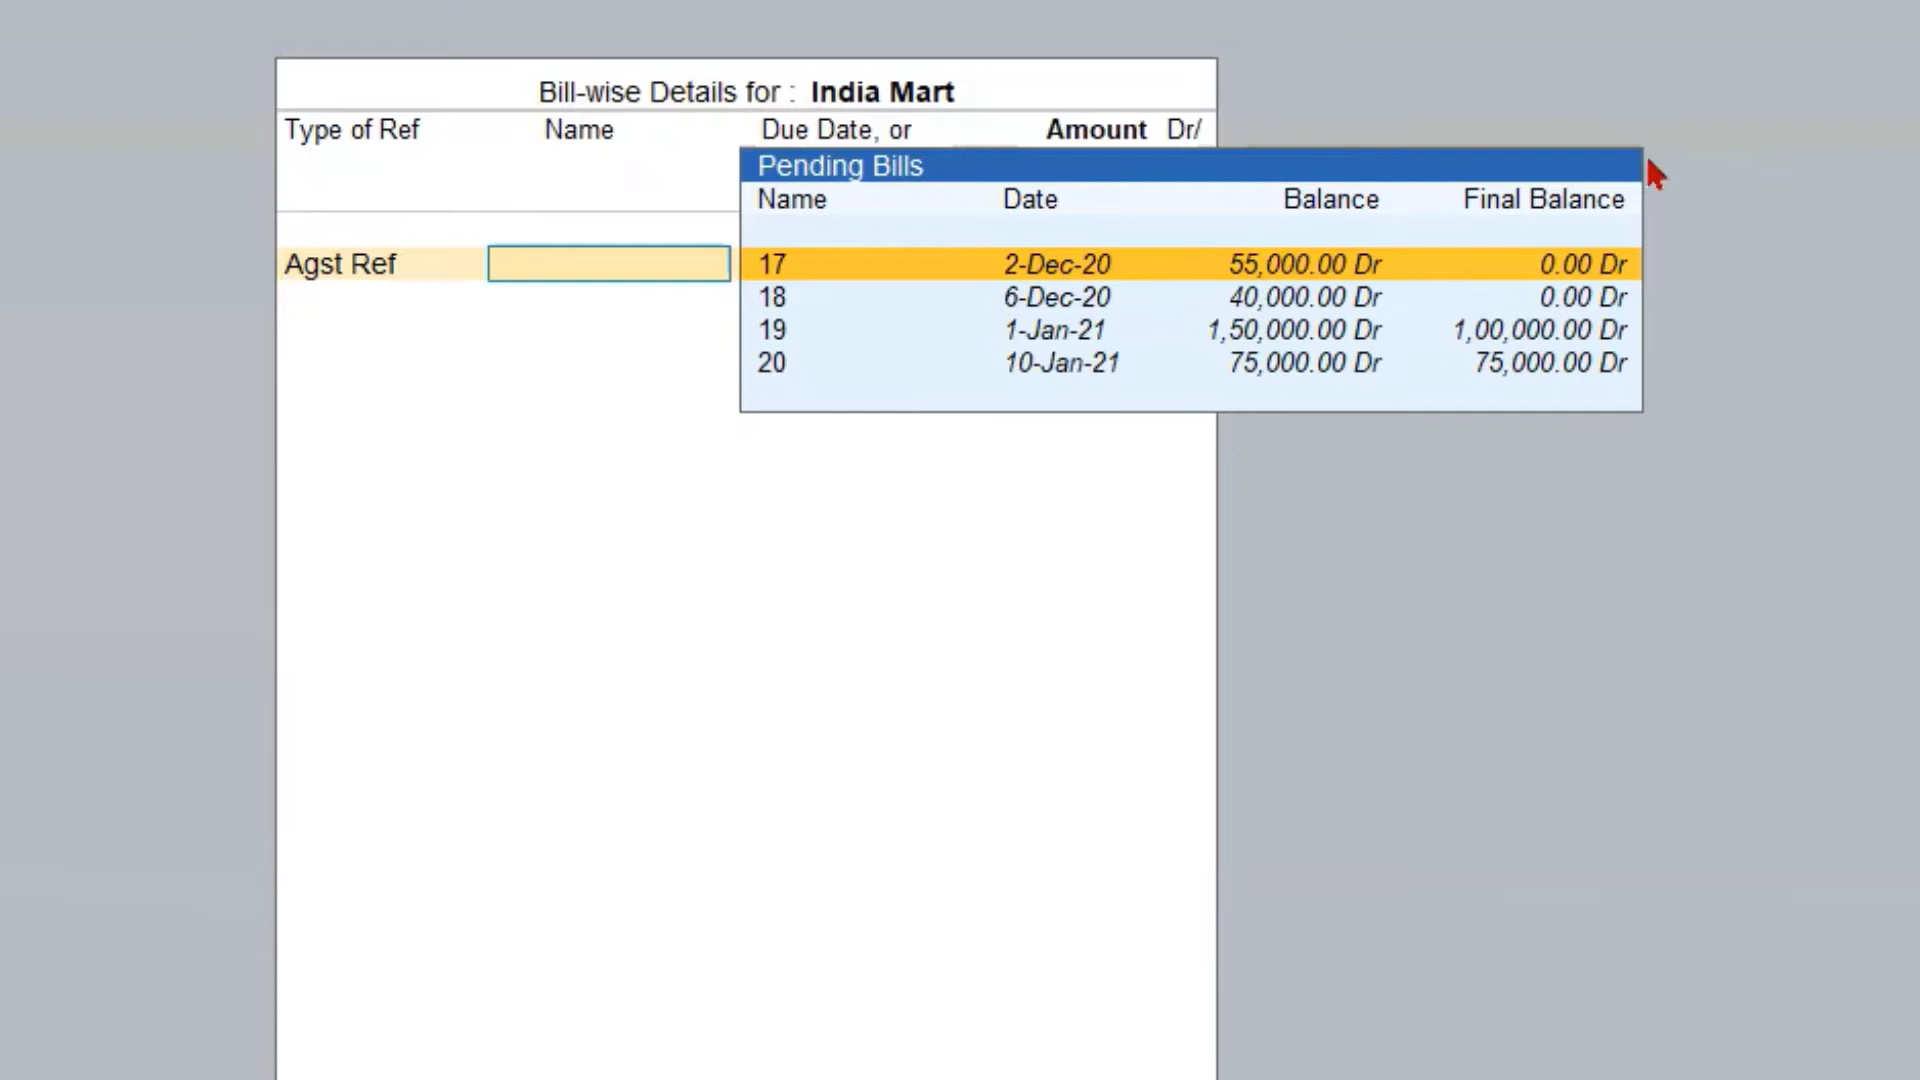 Bill-wise Details for : India Mart
Type of Ref Name Due Date, or Amount Dr/
Pending Bills
Name Date Balance Final Balance
Agst Ref 17 2-Dec-20 55,000.00 Dr 0.00 Dr
18 6-Dec-20 40,000.00 Dr 0.00 Dr
19 1-Jan-21 1,50,000.00 Dr 1,00,000.00 Dr
20 10-Jan-21 75,000.00 Dr 75,000.00 Dr